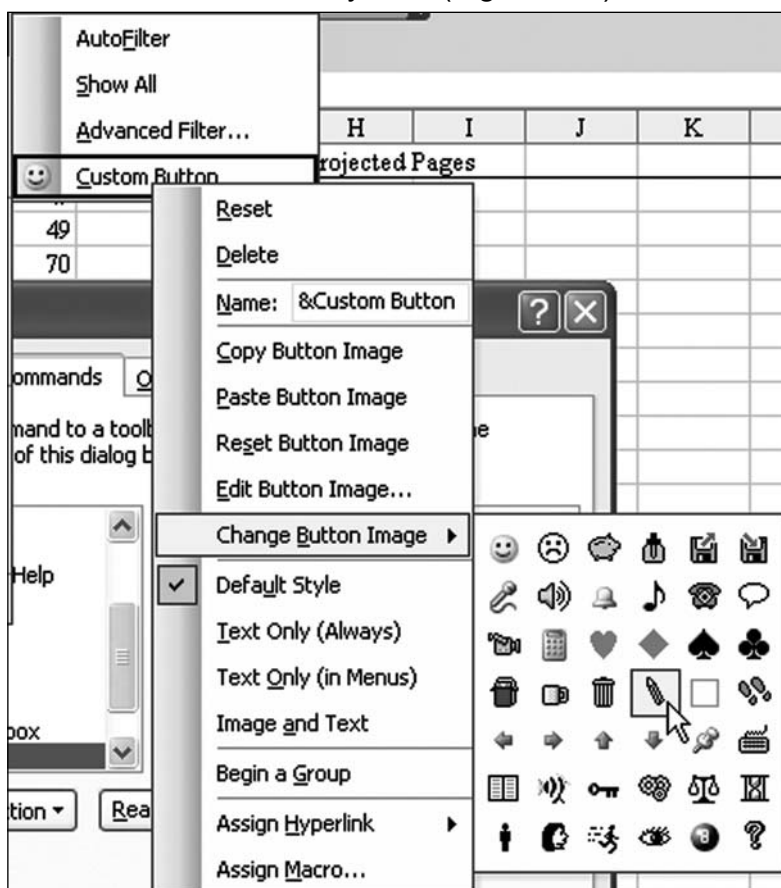 AutoFilter
Show All
Advanced Filter...
H I J K
Custom Button
rojected Pages
49
70
Reset
Delete
Name: &Custom Button
Copy Button Image
ommands O
Paste Button Image
mand to a toolb
Reset Button Image
of this dialog b
Edit Button Image...
Change Button Image
Help
Default Style
Text Only (Always)
Text Only (in Menus)
Image and Text
box
Begin a Group
tion Rea
Assign Hyperlink
Assign Macro...